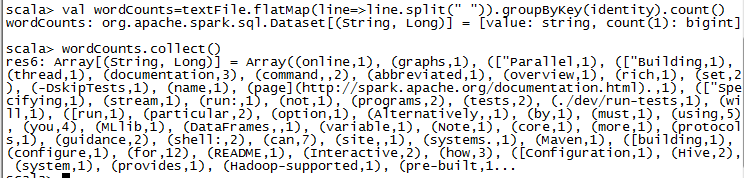 scala> val wordCounts=textFile.flatMap(line=>line.split(" ")).groupByKey(identity).count()
wordCounts: org.apache.spark.sql.Dataset[(String, Long)] = [value: string, count(1): bigint]
scala> wordCounts.collect()
res6: Array[(String, Long)] = Array((online,1), (graphs,1), (["Parallel,1), (["Building,1),
(thread,1), (documentation,3), (command,,2), (abbreviated,1), (overview,1), (rich,1), (set,2
), (-DskipTests,1), (name,1), (page](http://spark.apache.org/documentation.html).,1), (["Spe
cifying,1), (stream,1), (run:,1), (not,1), (programs,2), (tests,2), (./dev/run-tests,1), (wi
ll,1), ([run,1), (particular,2), (option,1), (Alternatively,,1), (by,1), (must,1), (using,5)
, (you,4), (MLlib,1), (DataFrames,,1), (variable,1), (Note,1), (core,1), (more,1), (protocol
s,1), (guidance,2), (shell:,2), (can,7), (site,,1), (systems.,1), (Maven,1), ([building,1),
(configure,1), (for,12), (README,1), (Interactive,2), (how,3), ([Configuration,1), (Hive,2),
(system,1), (provides,1), (Hadoop-supported,1), (pre-built,1...
scala>